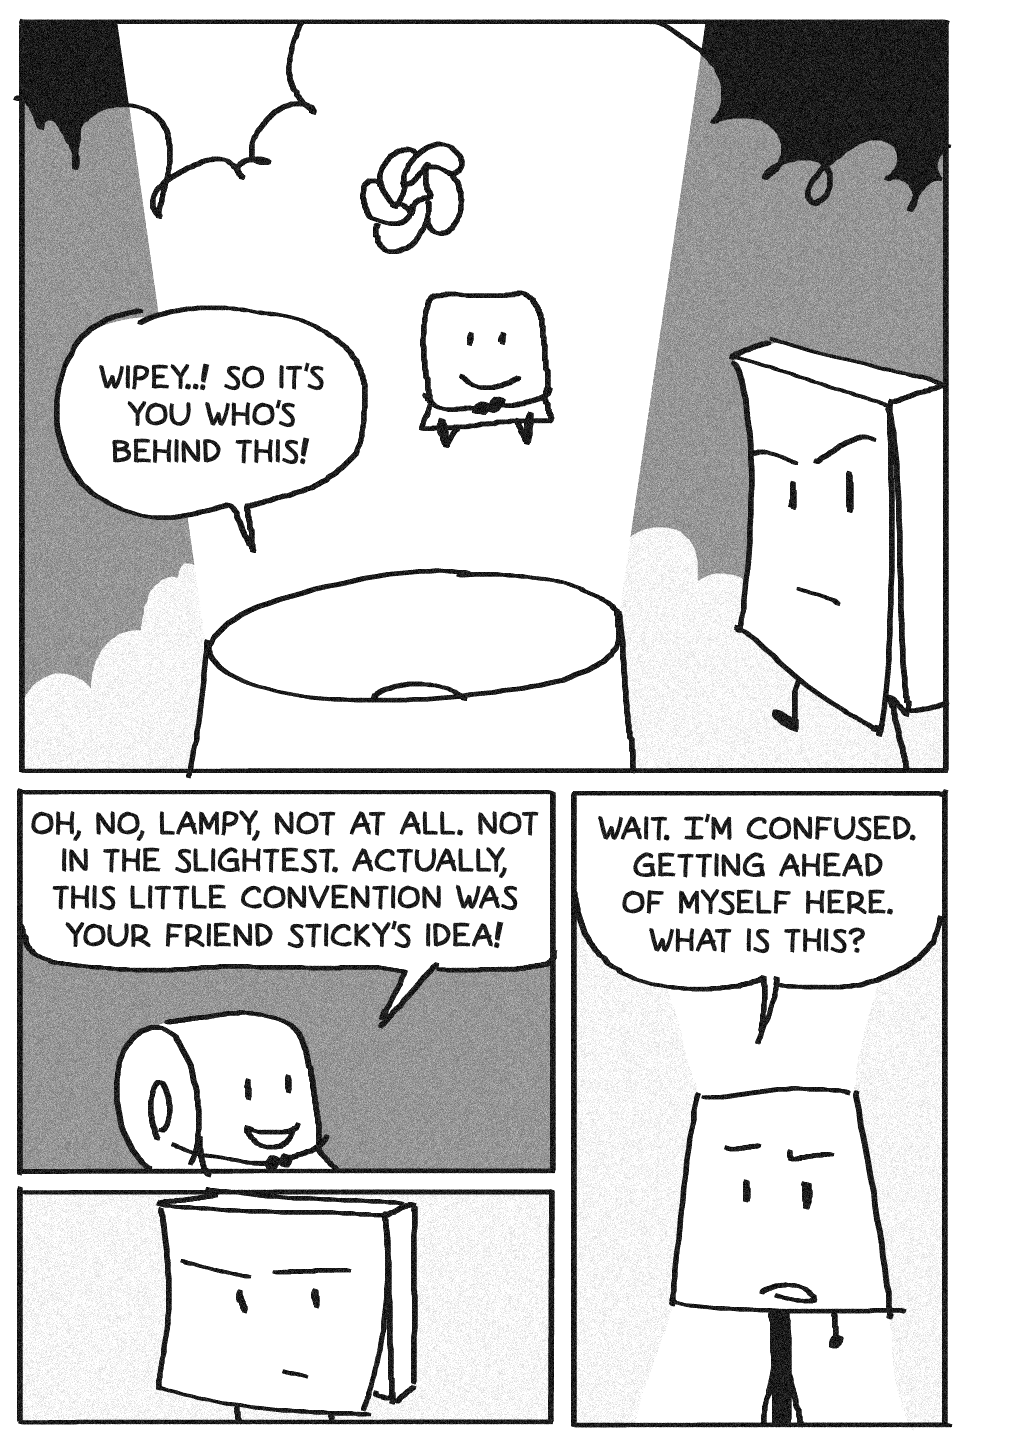 WIPEY..! SO IT'S
YOU WHO'S
BEHIND THIS!
OH, NO, LAMPY, NOT AT ALL. NOT
IN THE SLIGHTEST. ACTUALLY,
THIS LITTLE CONVENTION WAS
YOUR FRIEND STICKY'S IDEA!
WAIT. I'M CONFUSED.
GETTING AHEAD
OF MYSELF HERE.
WHAT IS THIS?